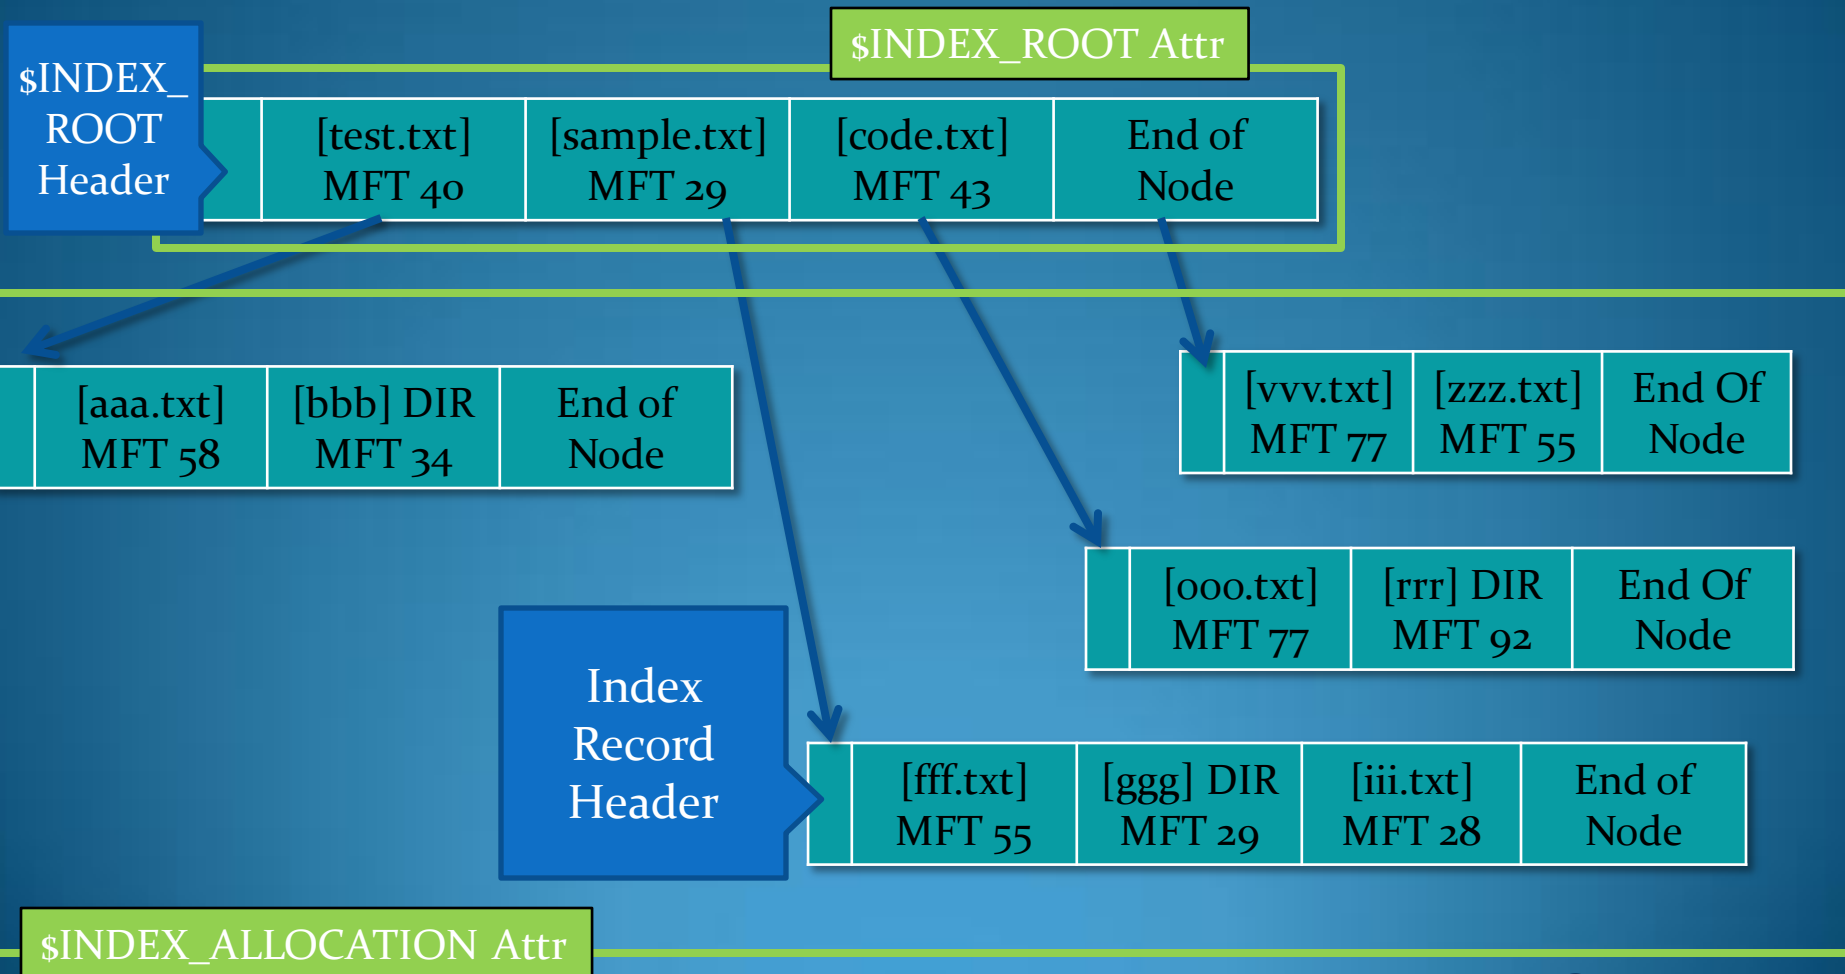 $INDEX_ROOT Attr
$INDEX_
ROOT
Header
[test.txt]
MFT 40
[sample.txt]
MFT 29
[code.txt]
MFT 43
End of
Node
[aaa.txt]
MFT 58
[bbb] DIR
MFT 34
End of
Node
[vvv.txt]
MFT 77
[zzz.txt]
MFT 55
End Of
Node
[ooo.txt]
MFT 77
[rrr] DIR
MFT 92
End Of
Node
Index
Record
Header
[fff.txt]
MFT 55
[ggg] DIR
MFT 29
[iii.txt]
MFT 28
End of
Node
$INDEX_ALLOCATION Attr